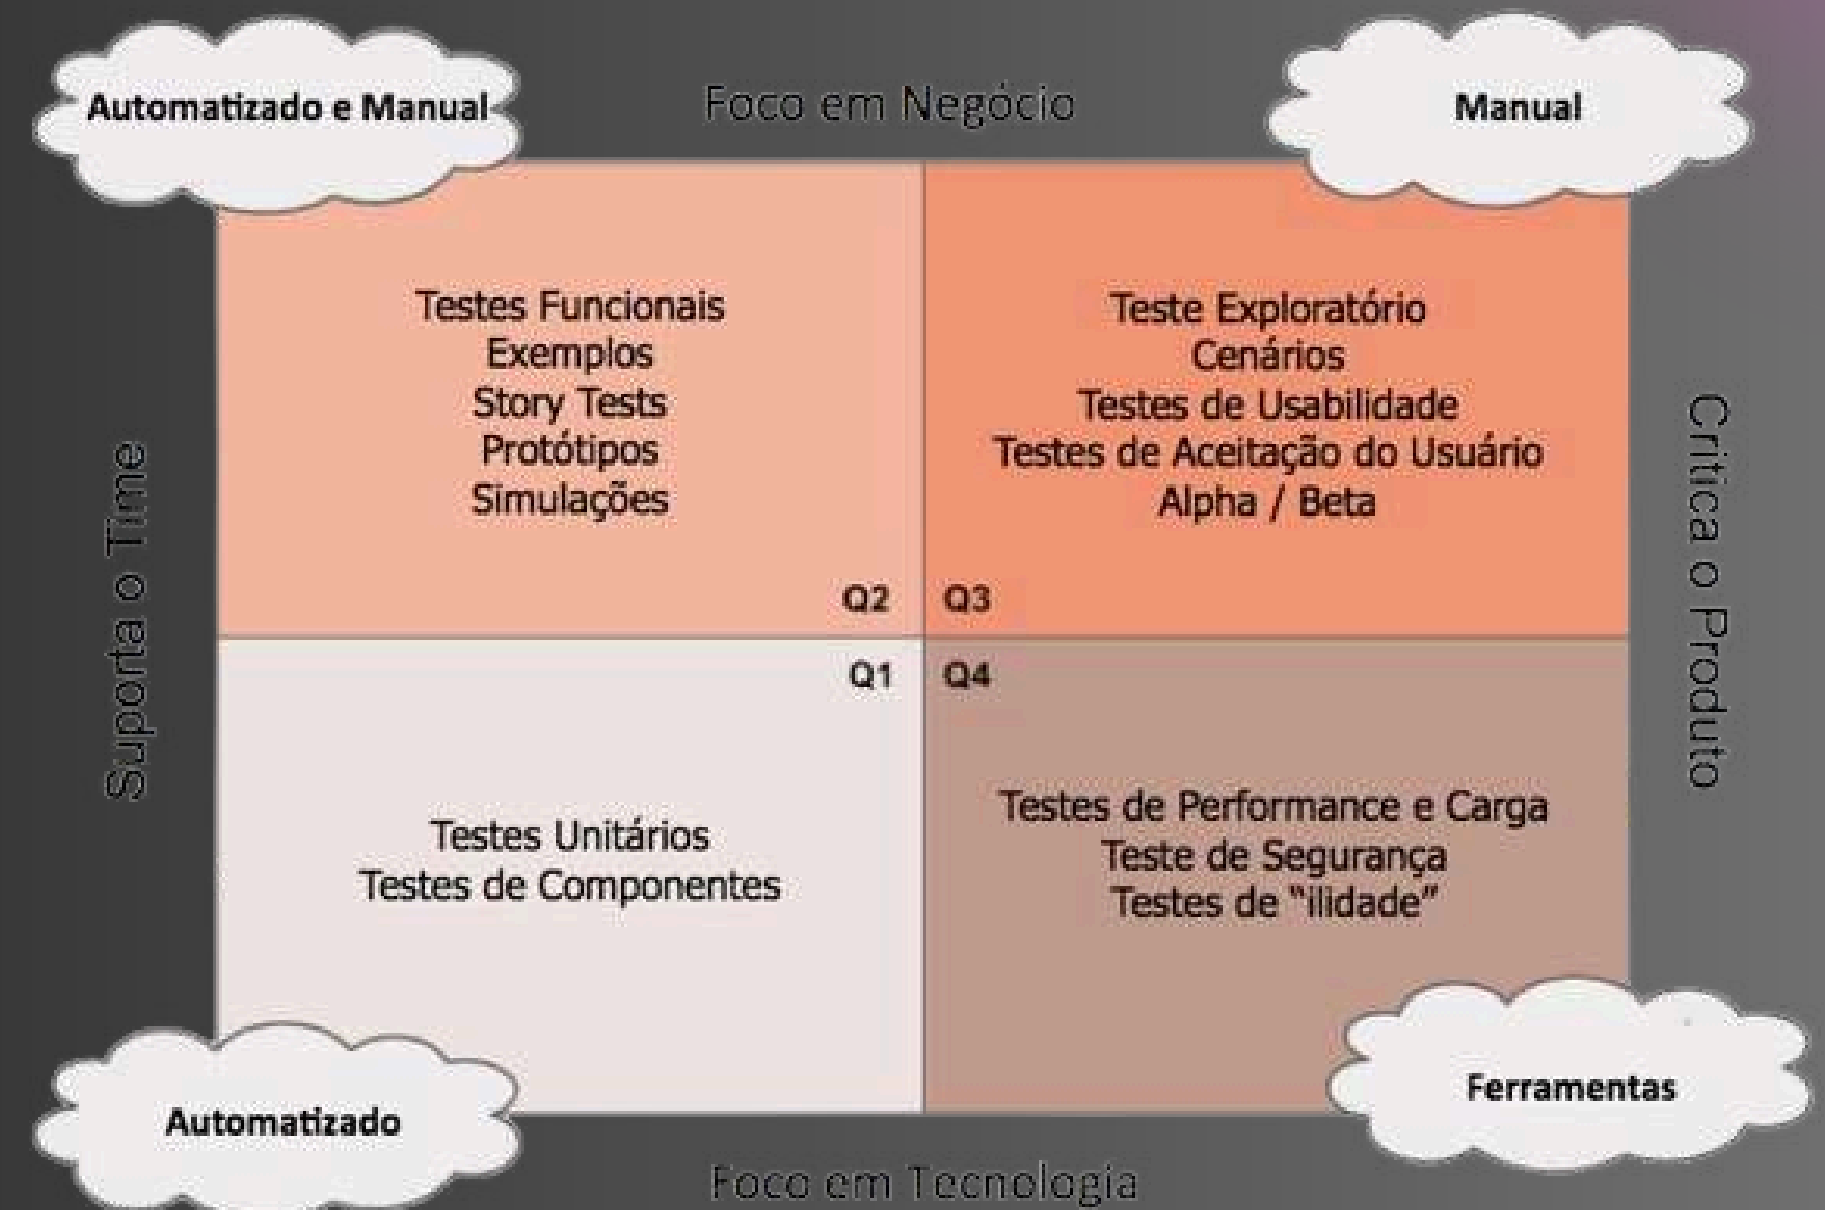 Automatizado e Manual
Foco em Negócio
Manual
Suporta o Time
Testes Funcionais
Exemplos
Story Tests
Protótipos
Simulações
Q2
Teste Exploratório
Cenários
Testes de Usabilidade
Testes de Aceitação do Usuário
Alpha / Beta
Q3
Critica o Produto
Q1
Testes Unitários
Testes de Componentes
Q4
Testes de Performance e Carga
Teste de Segurança
Testes de “ilidade”
Automatizado
Ferramentas
Foco em Tecnologia